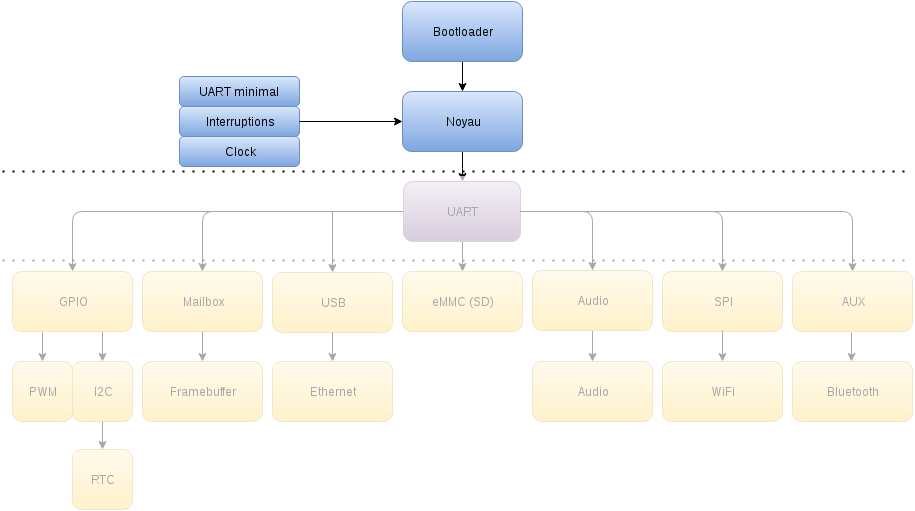 Bootloader
UART minimal
Interruptions
Noyau
Clock
UART
GPIO
Mailbox
USB
eMMC (SD)
Audio
SPI
AUX
PWM
I2C
Framebuffer
Ethernet
Audio
WiFi
Bluetooth
RTC